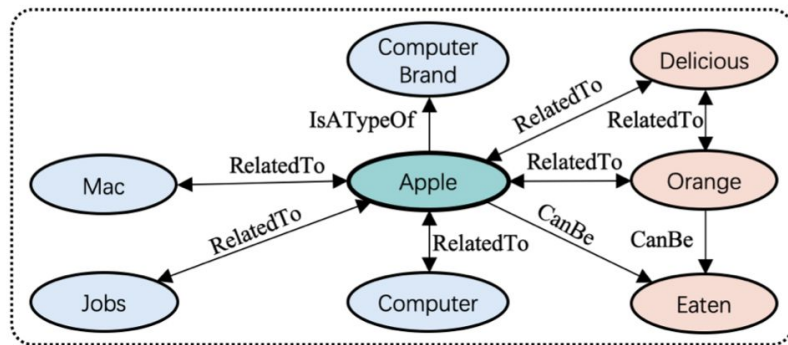 Computer
Brand
Delicious
IsATypeOf
RelatedTo
RelatedTo
Mac
RelatedTo
Apple
RelatedTo
Orange
RelatedTo
RelatedTo
CanBe
CanBe
Jobs
Computer
Eaten